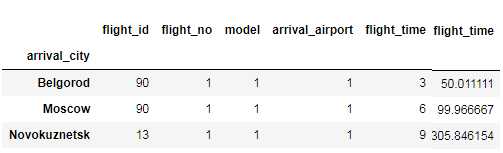 flight_id flight_no model arrival_airport flight_time flight_time
arrival_city
Belgorod 90 1 1 1 3 50.011111
Moscow 90 1 1 1 6 99.966667
Novokuznetsk 13 1 1 1 9 305.846154